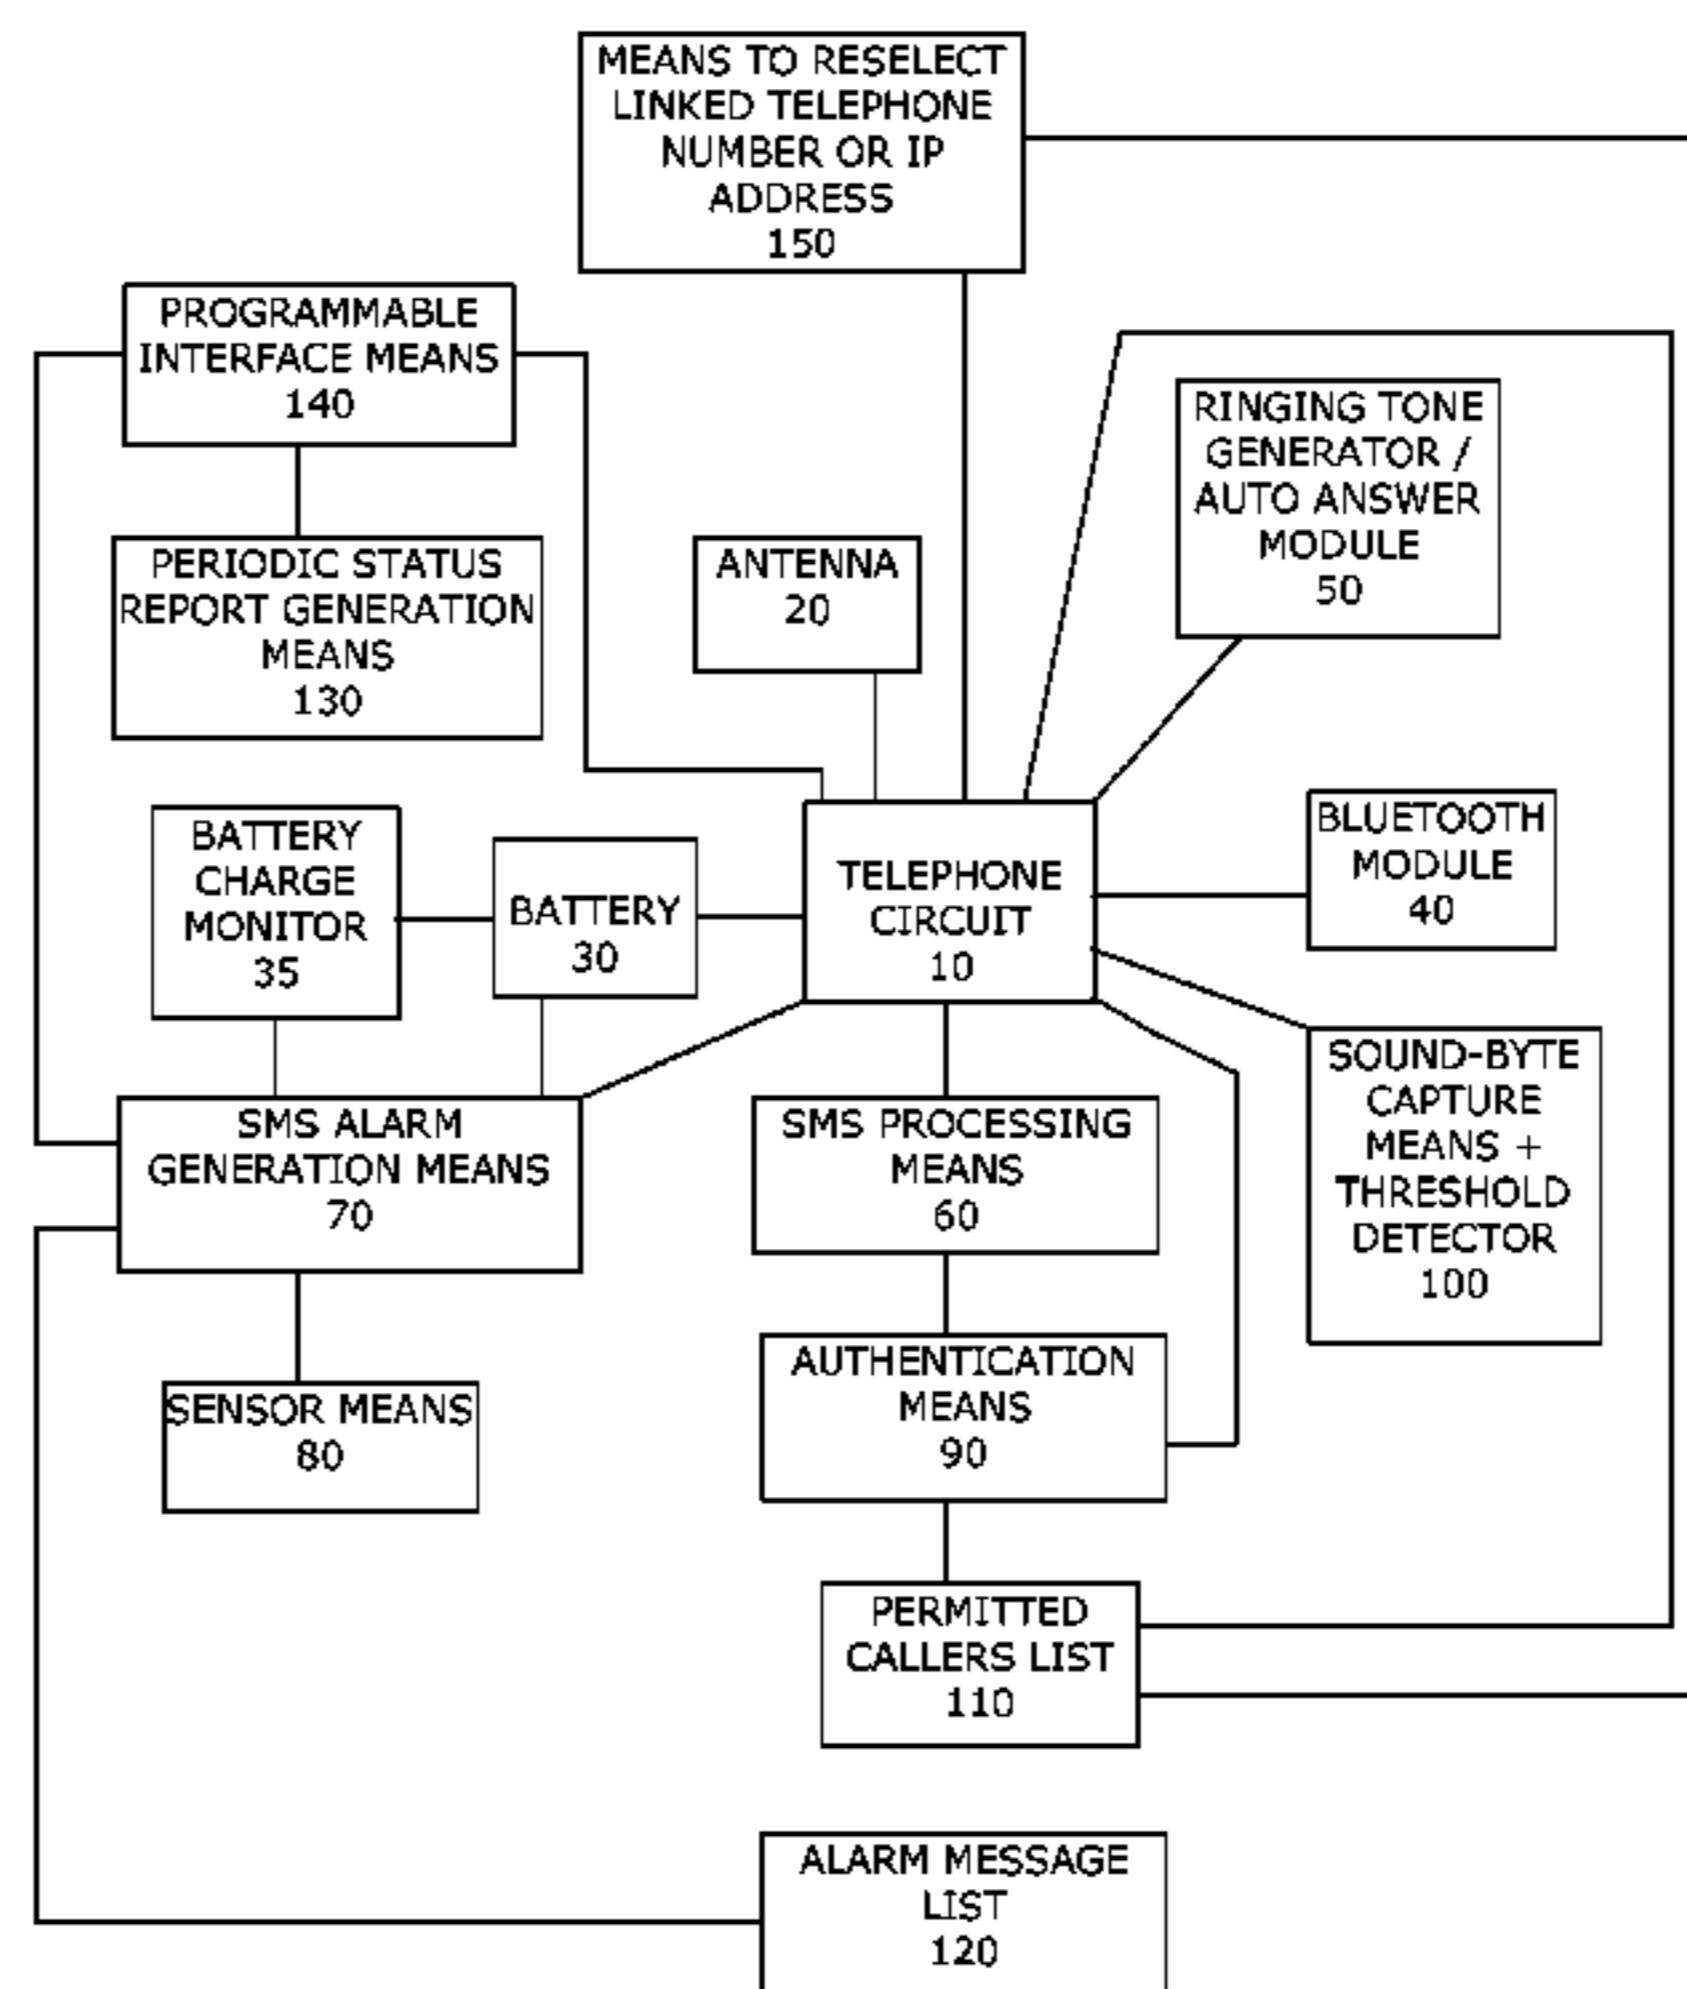 MEANS TO RESELECT
LINKED TELEPHONE
NUMBER OR IP
ADDRESS
150
PROGRAMMABLE
INTERFACE MEANS
140
RINGING TONE
GENERATOR /
AUTO ANSWER
MODULE
50
PERIODIC STATUS
REPORT GENERATION
MEANS
130
ANTENNA
20
BATTERY
CHARGE
MONITOR
35
BATTERY
30
TELEPHONE
CIRCUIT
10
BLUETOOTH
MODULE
40
SOUND-BYTE
CAPTURE
MEANS +
THRESHOLD
DETECTOR
100
SMS ALARM
GENERATION MEANS
70
SMS PROCESSING
MEANS
60
SENSOR MEANS
80
AUTHENTICATION
MEANS
90
PERMITTED
CALLERS LIST
110
ALARM MESSAGE
LIST
120